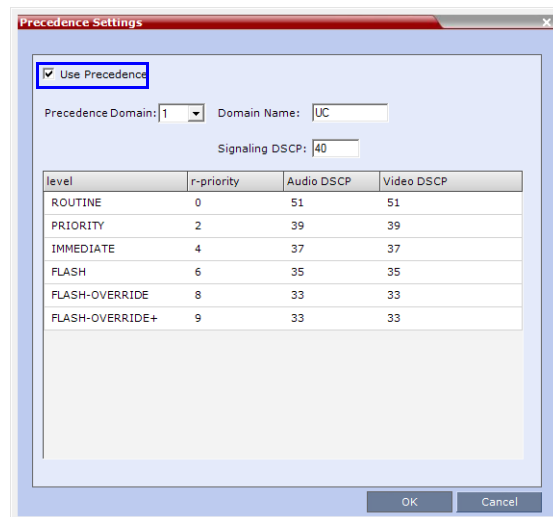 Precedence Settings
Use Precedence
Precedence Domain: 1 Domain Name: UC
Signaling DSCP: 40
level r-priority Audio DSCP Video DSCP
ROUTINE 0 51 51
PRIORITY 2 39 39
IMMEDIATE 4 37 37
FLASH 6 35 35
FLASH-OVERRIDE 8 33 33
FLASH-OVERRIDE+ 9 33 33
OK Cancel